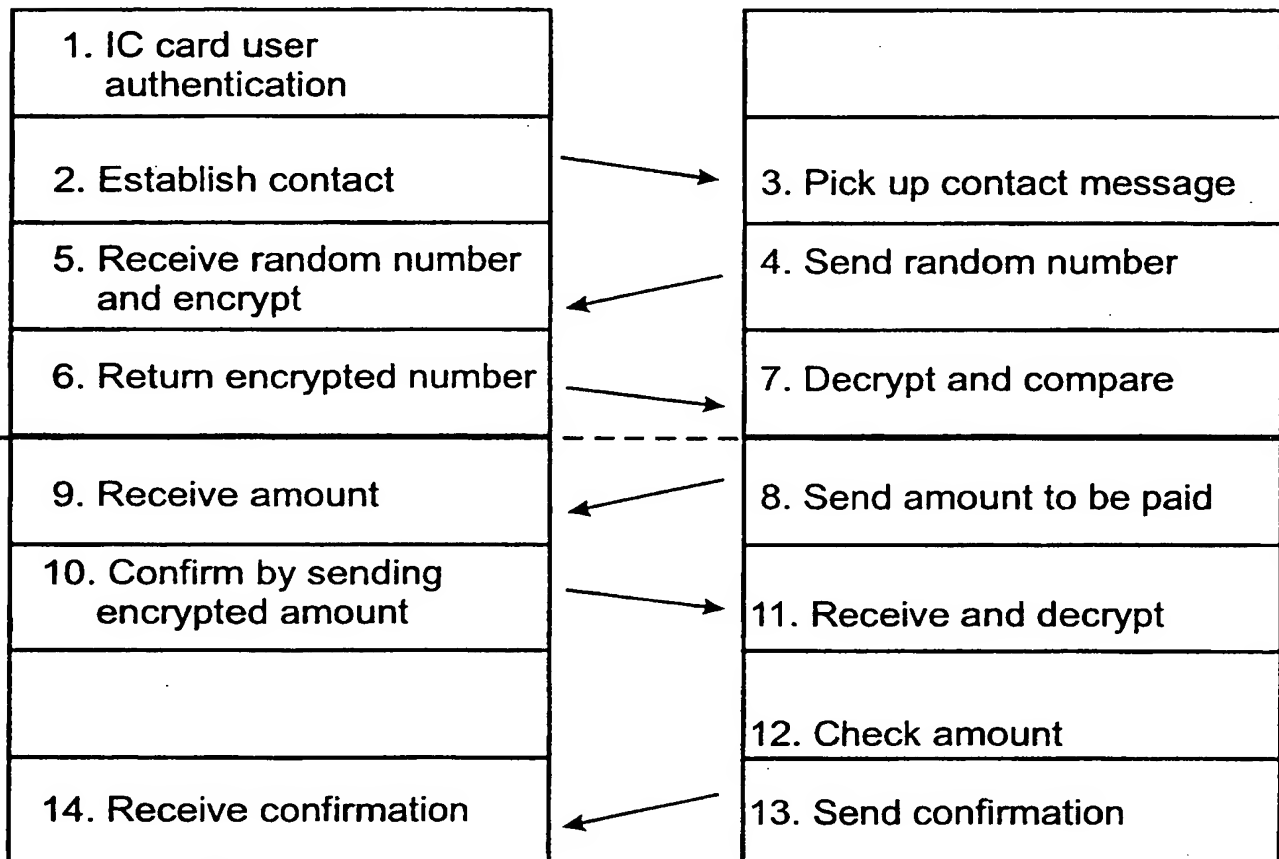 1. IC card user
authentication
2. Establish contact
3. Pick up contact message
5. Receive random number
and encrypt
4. Send random number
6. Return encrypted number
7. Decrypt and compare
9. Receive amount
8. Send amount to be paid
10. Confirm by sending
encrypted amount
11. Receive and decrypt
12. Check amount
14. Receive confirmation
13. Send confirmation